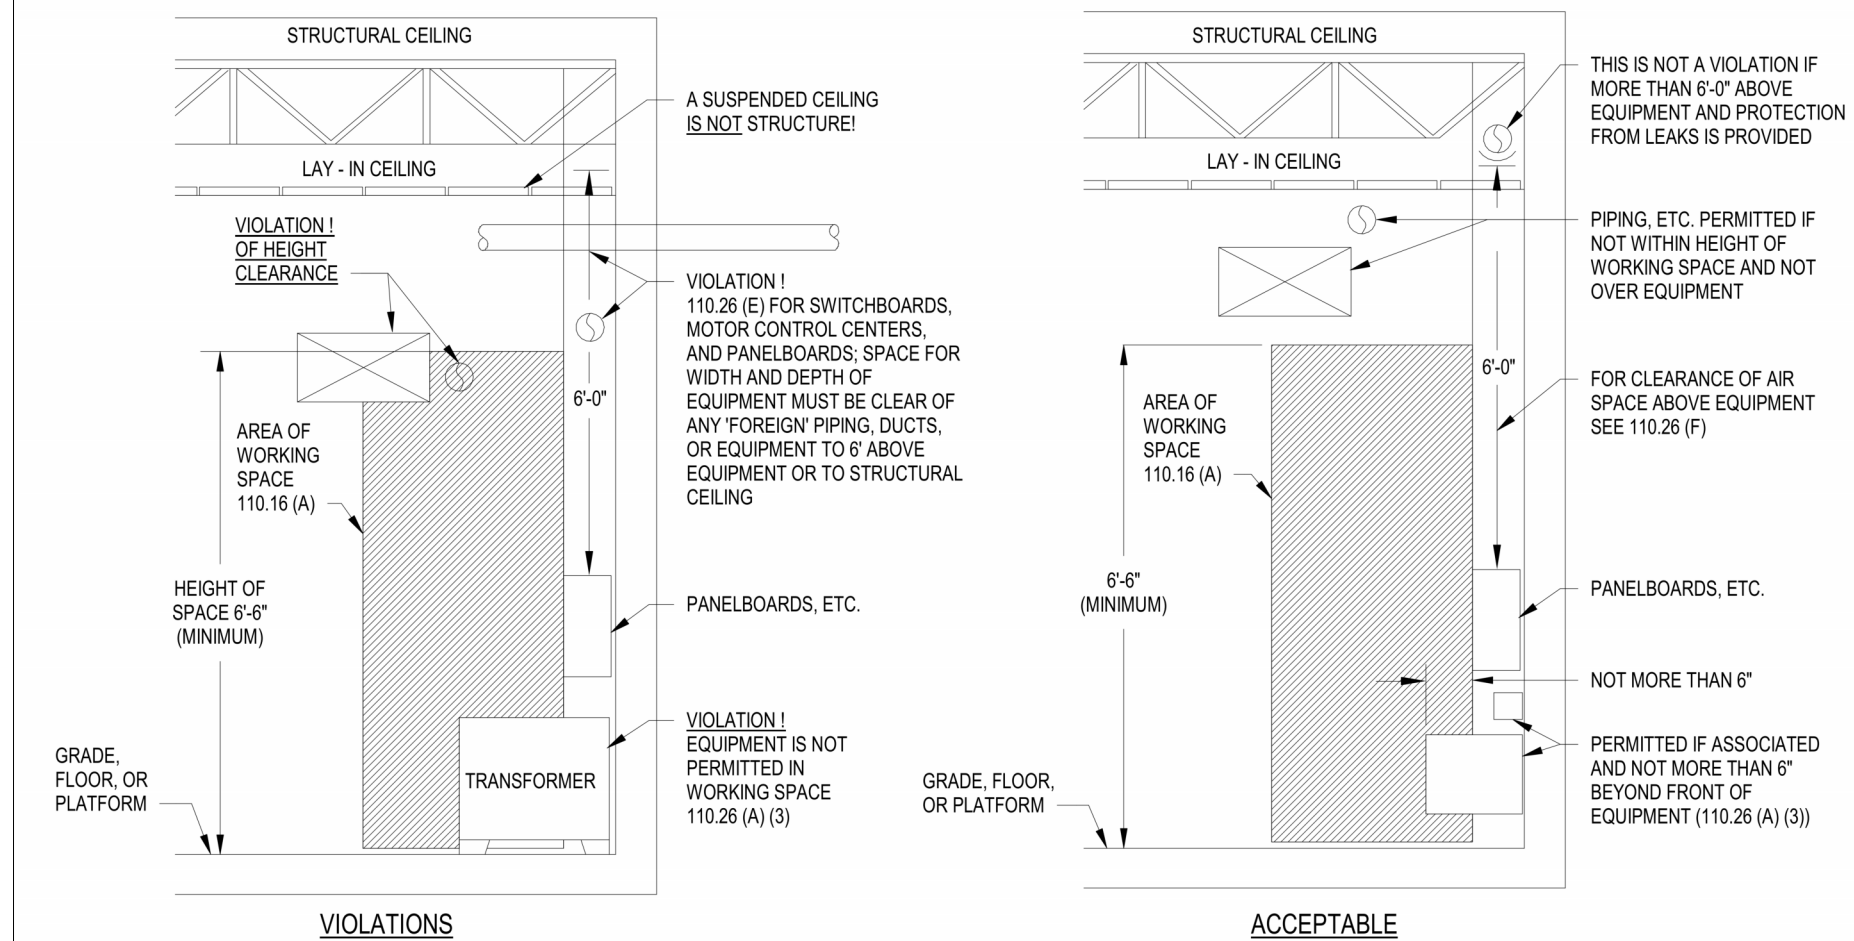 STRUCTURAL CEILING
A SUSPENDED CEILING
IS NOT STRUCTURE!
LAY - IN CEILING
VIOLATION !
OF HEIGHT
CLEARANCE
VIOLATION !
110.26 (E) FOR SWITCHBOARDS,
MOTOR CONTROL CENTERS,
AND PANELBOARDS; SPACE FOR
WIDTH AND DEPTH OF
EQUIPMENT MUST BE CLEAR OF
ANY 'FOREIGN' PIPING, DUCTS,
OR EQUIPMENT TO 6' ABOVE
EQUIPMENT OR TO STRUCTURAL
CEILING
6'-0"
AREA OF
WORKING
SPACE
110.16 (A)
HEIGHT OF
SPACE 6'-6"
(MINIMUM)
PANELBOARDS, ETC.
VIOLATION !
EQUIPMENT IS NOT
PERMITTED IN
WORKING SPACE
110.26 (A) (3)
TRANSFORMER
GRADE,
FLOOR, OR
PLATFORM
VIOLATIONS
STRUCTURAL CEILING
THIS IS NOT A VIOLATION IF
MORE THAN 6'-0" ABOVE
EQUIPMENT AND PROTECTION
FROM LEAKS IS PROVIDED
LAY - IN CEILING
PIPING, ETC. PERMITTED IF
NOT WITHIN HEIGHT OF
WORKING SPACE AND NOT
OVER EQUIPMENT
6'-0"
FOR CLEARANCE OF AIR
SPACE ABOVE EQUIPMENT
SEE 110.26 (F)
AREA OF
WORKING
SPACE
110.16 (A)
6'-6"
(MINIMUM)
PANELBOARDS, ETC.
NOT MORE THAN 6"
PERMITTED IF ASSOCIATED
AND NOT MORE THAN 6"
BEYOND FRONT OF
EQUIPMENT (110.26 (A) (3))
GRADE, FLOOR,
OR PLATFORM
ACCEPTABLE